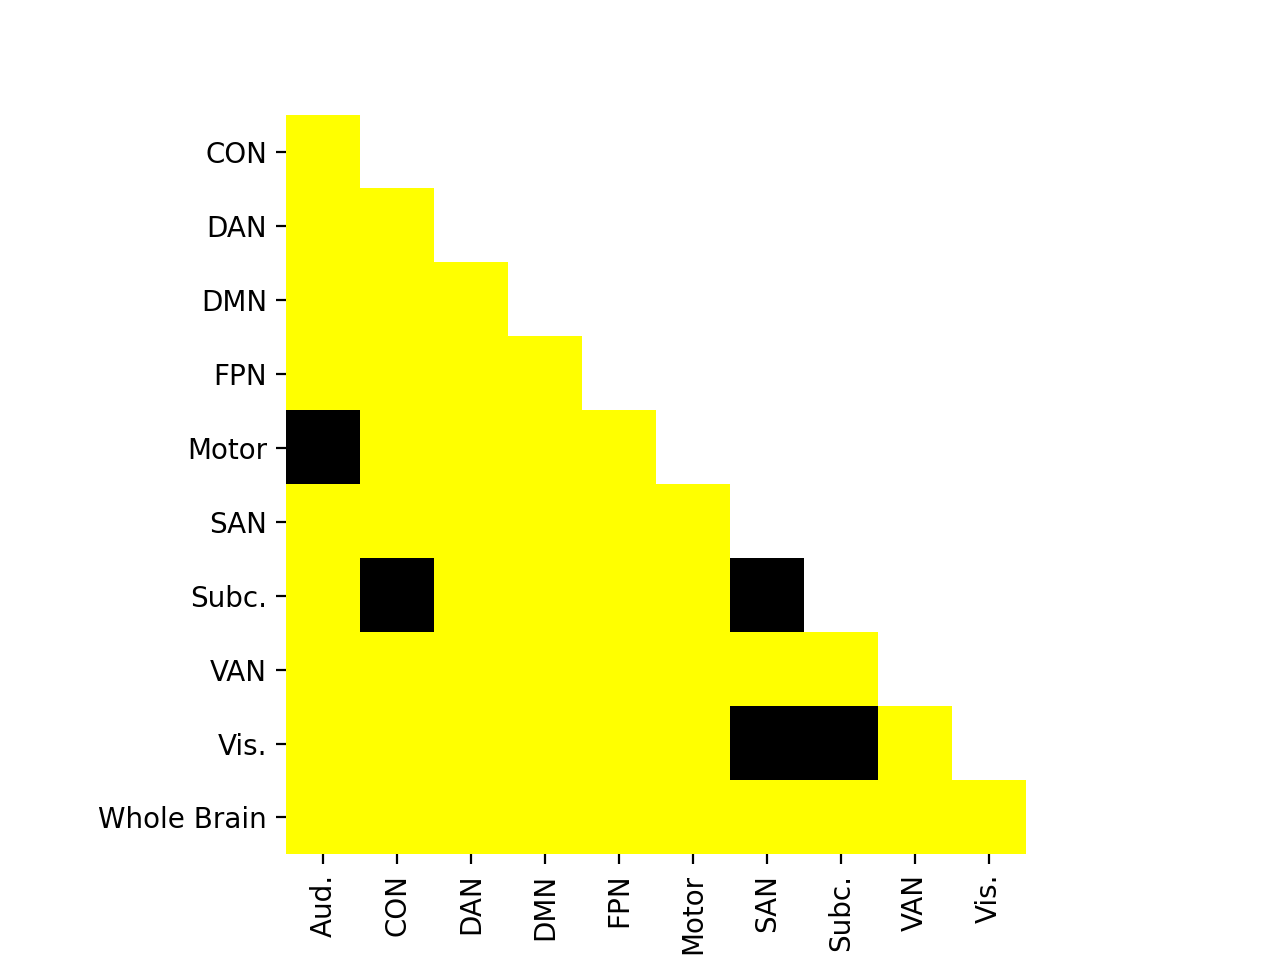 CON
DAN
DMN
FPN
Motor
SAN
Subc.
VAN
Vis.
Whole Brain
Aud.
CON
DAN
DMN
FPN
Motor
SAN
Subc.
VAN
Vis.